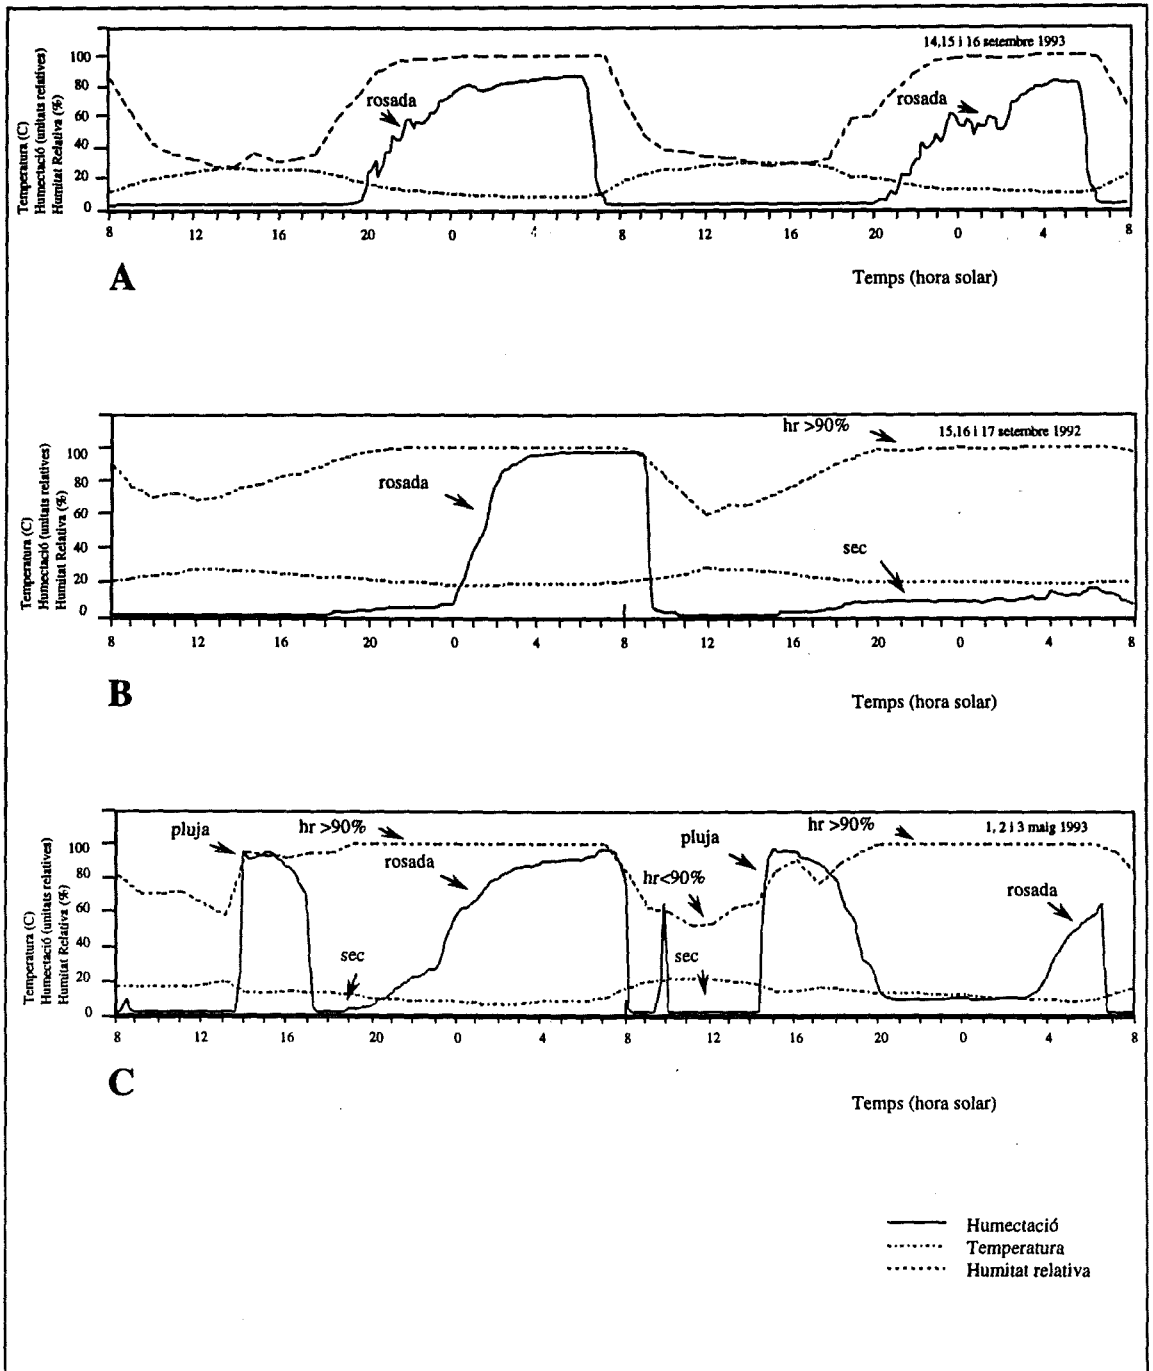 14,15 i 16 setembre 1993
Temperatura (C)
Humectació (unitats relatives)
Humitat Relativa (%)
100
80
60
40
20
0
rosada
rosada
8 12 16 20 0 4 8 12 16 20 0 4 8
A
Temps (hora solar)
hr >90%
15,16 i 17 setembre 1992
Temperatura (C)
Humectació (unitats relatives)
Humitat Relativa (%)
100
80
60
40
20
0
rosada
sec
8 12 16 20 0 4 8 12 16 20 0 4 8
B
Temps (hora solar)
pluja
hr >90%
rosada
sec
hr<90%
sec
pluja
hr >90%
1, 2 i 3 maig 1993
rosada
Temperatura (C)
Humectació (unitats relatives)
Humitat Relativa (%)
100
80
60
40
20
0
8 12 16 20 0 4 8 12 16 20 0 4 8
C
Temps (hora solar)
Humectació
Temperatura
Humitat relativa